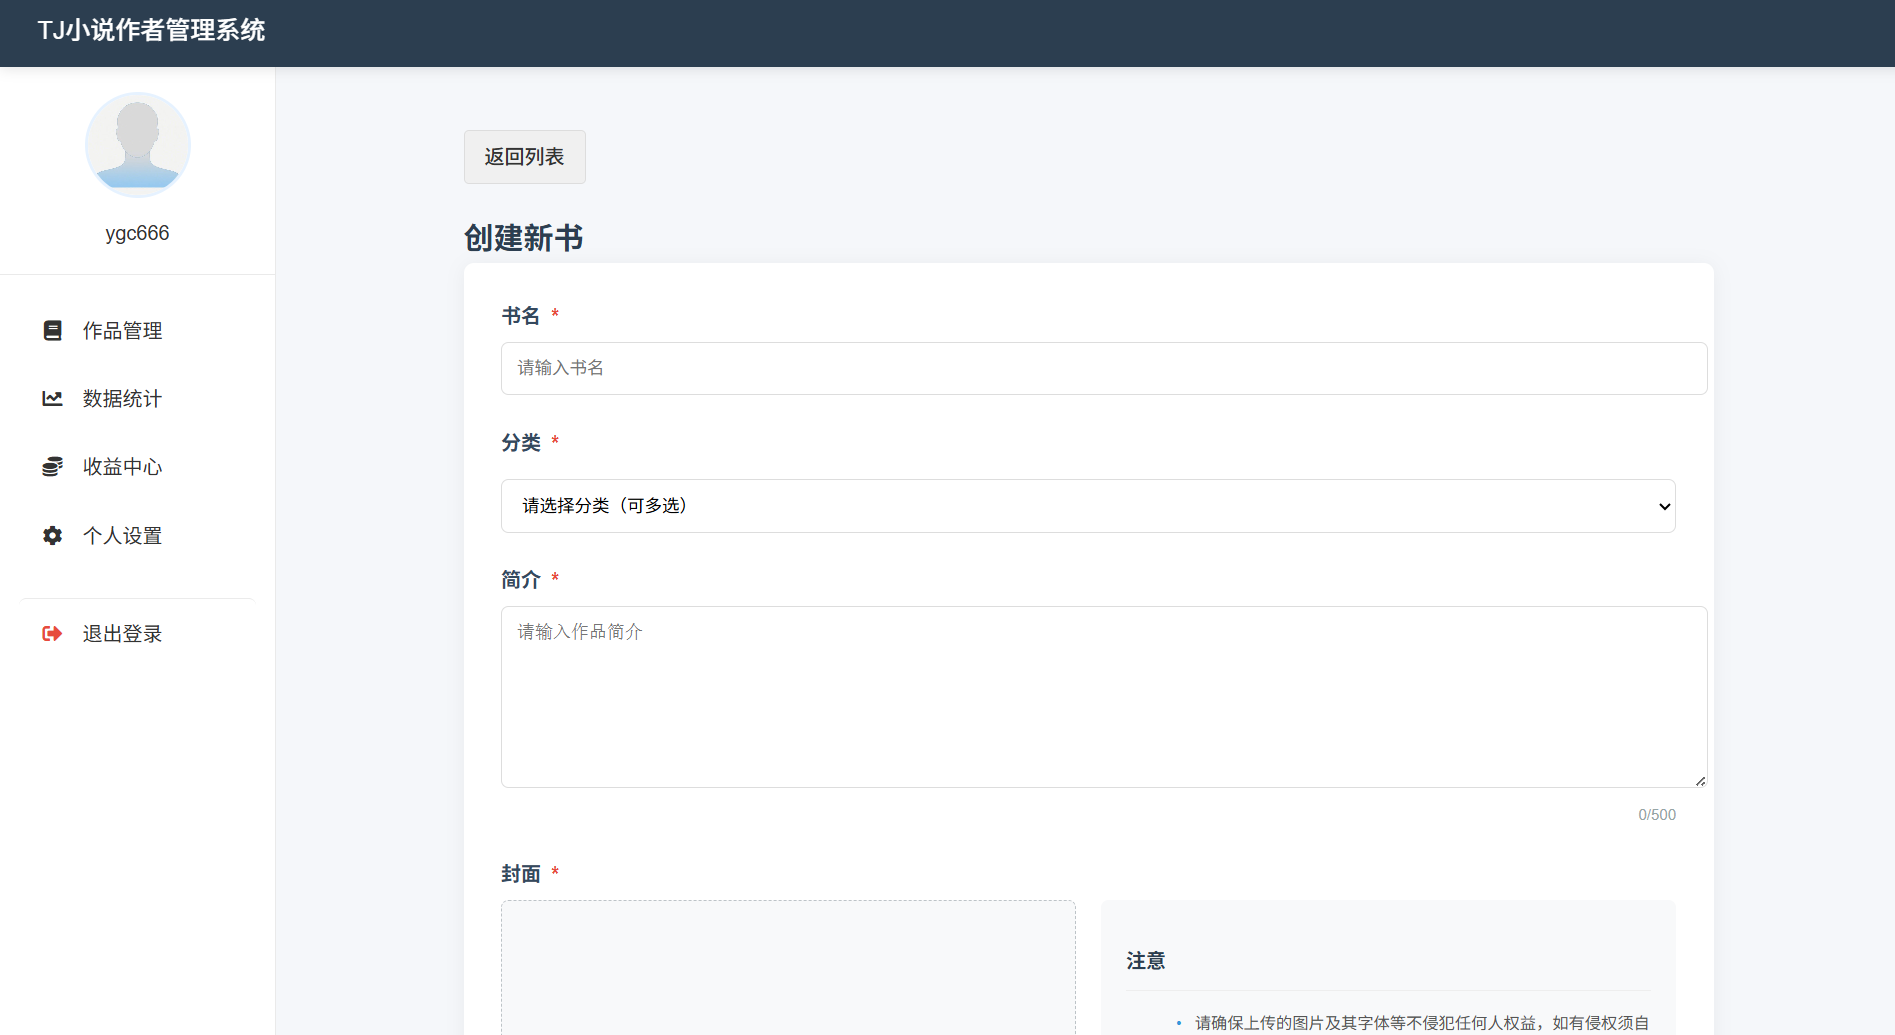 TJ小说作者管理系统
ygc666
作品管理
数据统计
收益中心
个人设置
退出登录
返回列表
创建新书
书名 *
请输入书名
分类 *
请选择分类（可多选）
简介 *
请输入作品简介
0/500
封面 *
注意
• 请确保上传的图片及其字体等不侵犯任何人权益，如有侵权须自